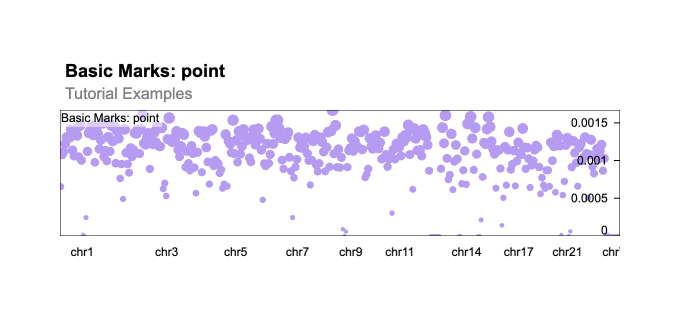 Basic Marks: point
Tutorial Examples
Basic Marks: point
0.0015
0.001
0.0005
0
chr1 chr3 chr5 chr7 chr9 chr11 chr14 chr17 chr21